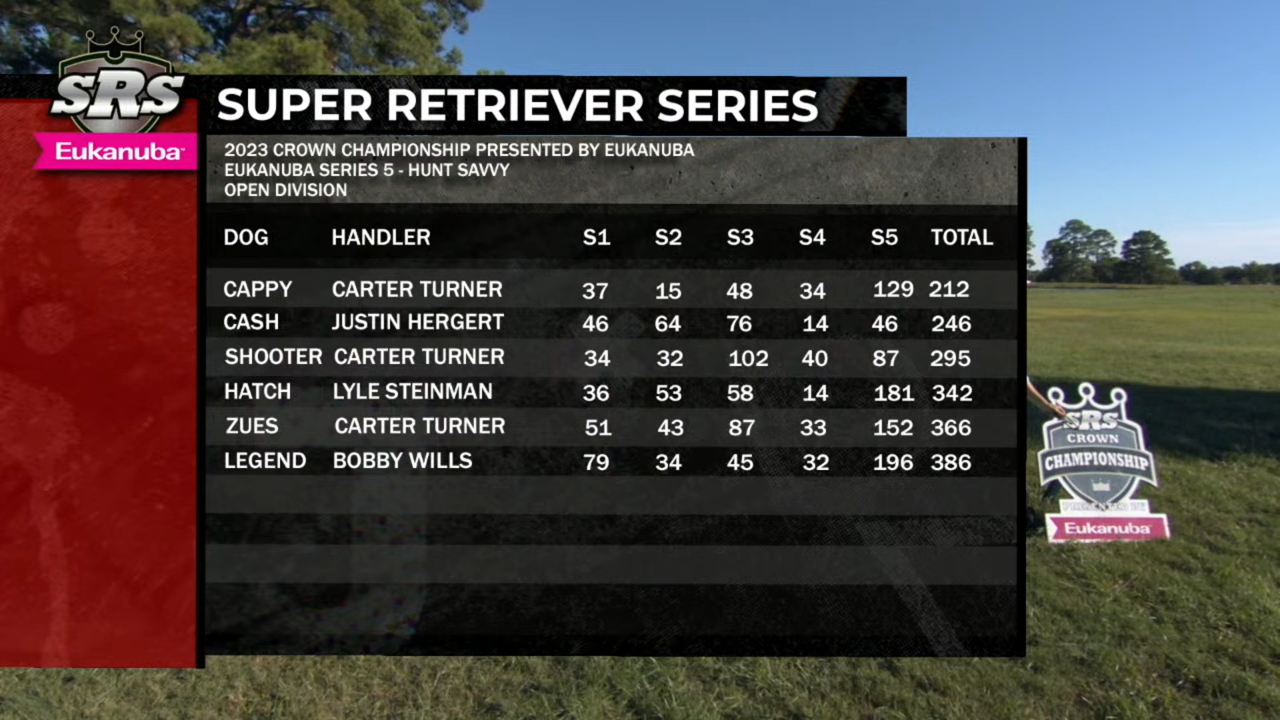 SRS
Eukanuba
SUPER RETRIEVER SERIES
2023 CROWN CHAMPIONSHIP PRESENTED BY EUKANUBA
EUKANUBA SERIES 5 - HUNT SAVVY
OPEN DIVISION
DOG HANDLER S1 S2 S3 S4 S5 TOTAL
CAPPY CARTER TURNER 37 15 48 34 129 212
CASH JUSTIN HERGERT 46 64 76 14 46 246
SHOOTER CARTER TURNER 34 32 102 40 87 295
HATCH LYLE STEINMAN 36 53 58 14 181 342
ZUES CARTER TURNER 51 43 87 33 152 366
LEGEND BOBBY WILLS 79 34 45 32 196 386
SRS
CROWN
CHAMPIONSHIP
PRESENTED BY
Eukanuba